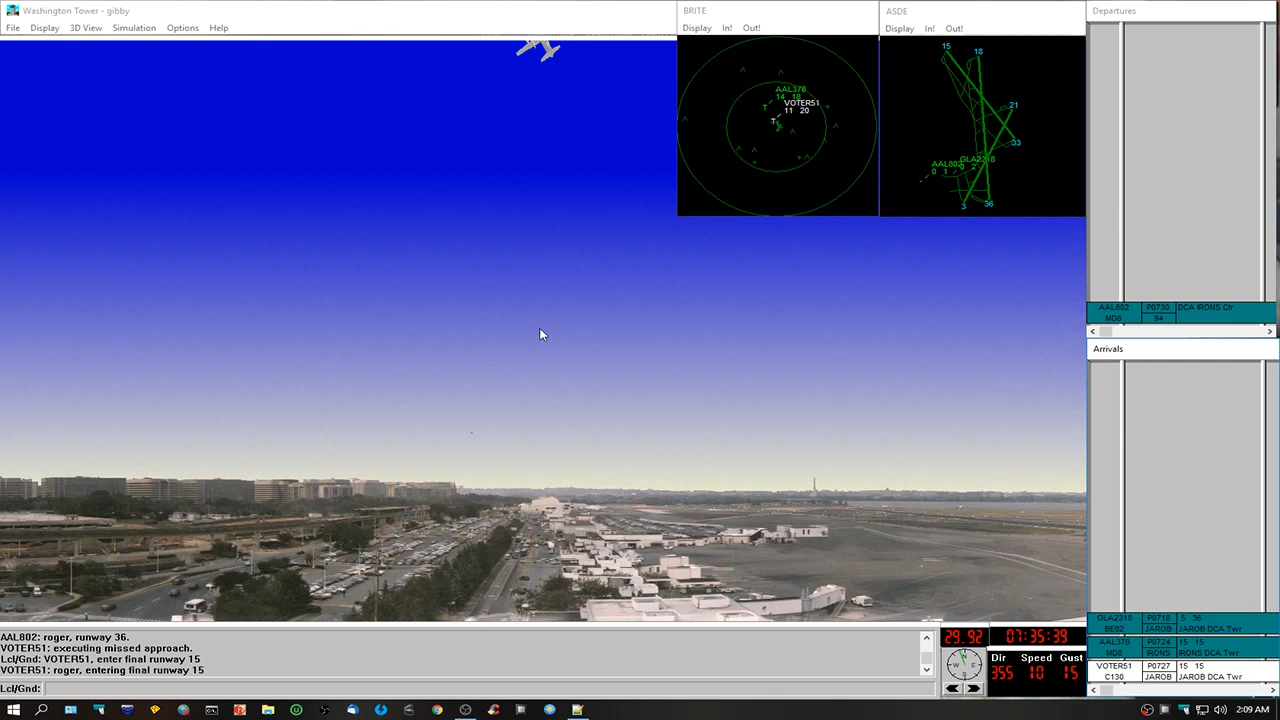 Washington Tower - gibby
File Display 3D View Simulation Options Help
BRITE
Display In! Out!
AAL378
14 18
VOTER51
11 20
T
T
ASDE
Display In! Out!
15
18
21
33
AAL802 GLA2318
0 1
3
36
Departures
AAL802 P0730 DCA IRONS Ctr
MD8 94
Arrivals
GLA2318 P0718 5 36
BE02 JAROB JAROB DCA Twr
AAL378 P0724 15 15
MD8 IRONS IRONS DCA Twr
VOTER51 P0727 15 15
C130 JAROB JAROB DCA Twr
AAL802: roger, runway 36.
VOTER51: executing missed approach.
Lcl/Gnd: VOTER51, enter final runway 15
VOTER51: roger, entering final runway 15
Lcl/Gnd:
29.92 07:35:39
N
W E
S
Dir Speed Gust
355 10 15
2:09 AM